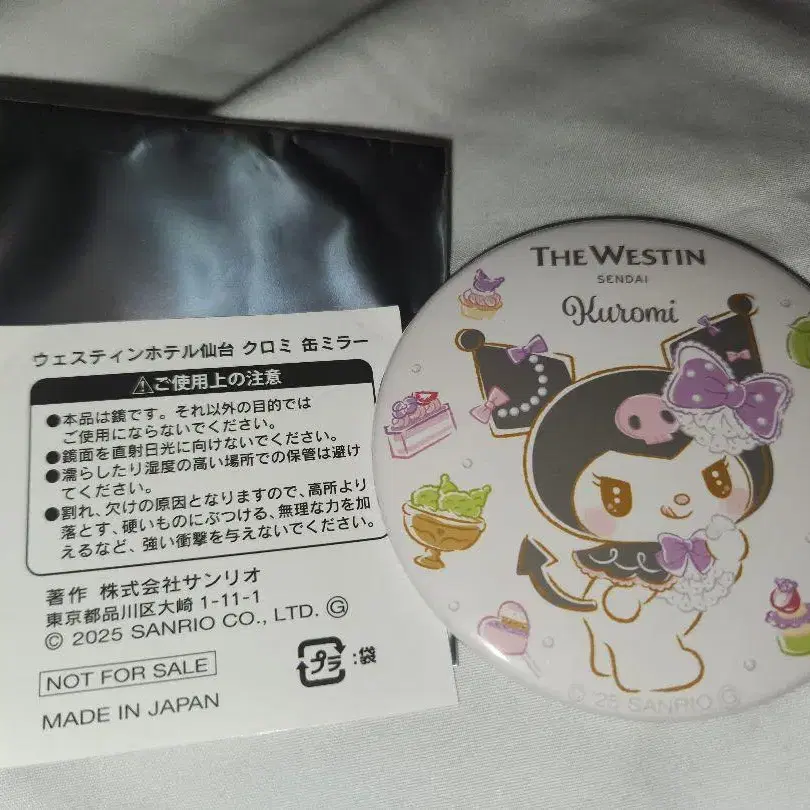 ウェスティンホテル仙台 クロミ 缶ミラー
⚠ご使用上の注意
●本品は鏡です。それ以外の目的では
ご使用にならないでください。
●鏡面を直射日光に向けないでください。
●濡らしたり湿度の高い場所での保管は避け
てください。
●割れ、欠けの原因となりますので、高所より
落とす、硬いものにぶつける、無理な力を加
えるなど、強い衝撃を与えないでください。
著作 株式会社サンリオ
東京都品川区大崎 1-11-1
© 2025 SANRIO CO., LTD. Ⓖ
NOT FOR SALE
プラ :袋
MADE IN JAPAN
THE WESTIN
SENDAI
Kuromi
© '25 SANRIO Ⓖ